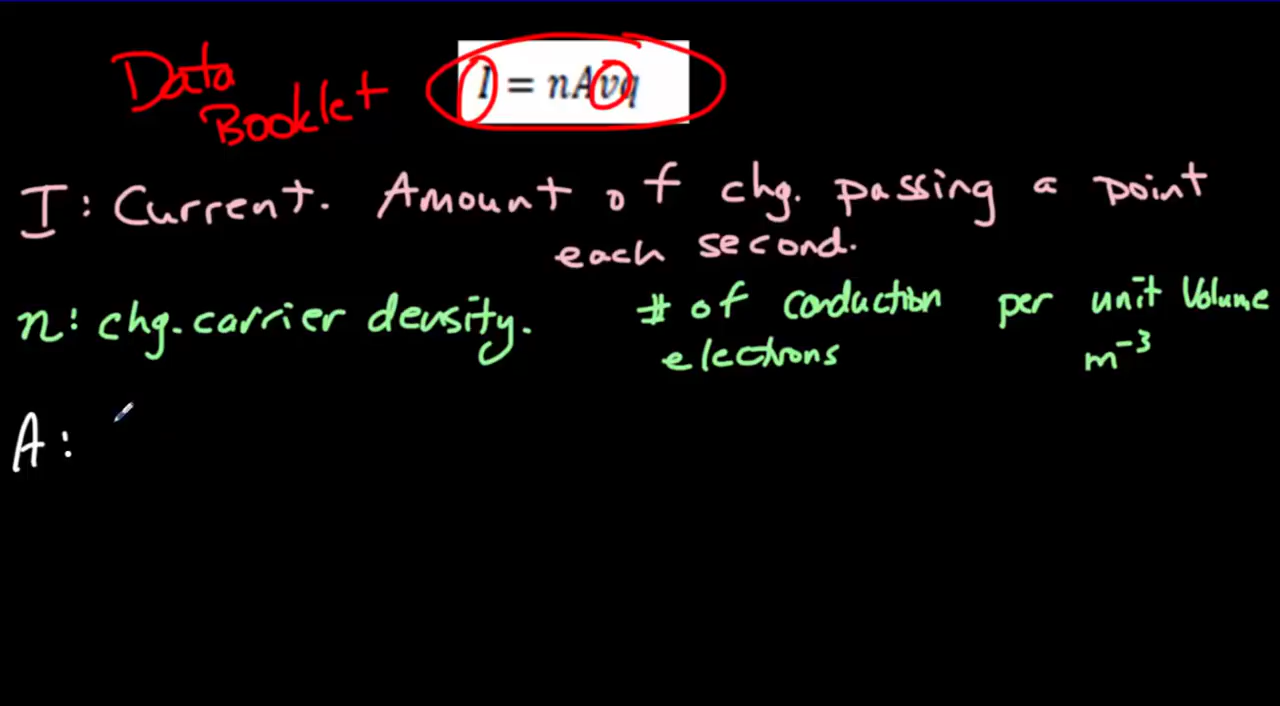 Data
Booklet
I = nAvq
I: Current. Amount of chg. passing a point
each second.
n: chg. carrier density. # of conduction per unit Volume
electrons m⁻³
A: